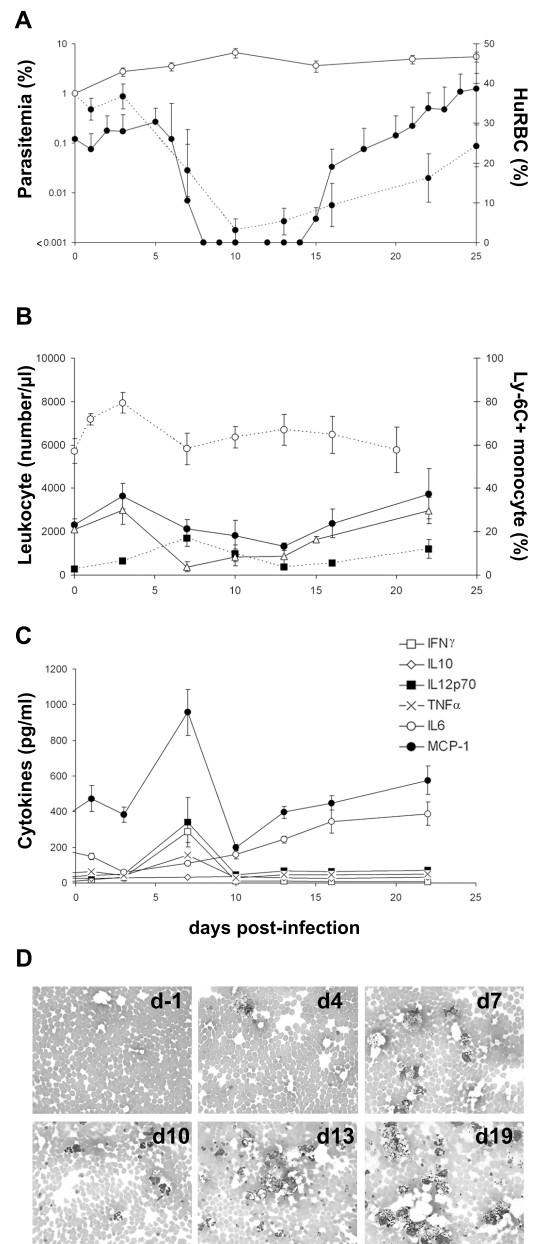 A
Parasitemia (%)
HuRBC (%)
10
1
0.1
0.01
<0.001
50
40
30
20
10
0
0 5 10 15 20 25
B
Leukocyte (number/µl)
Ly-6C+ monocyte (%)
10000
8000
6000
4000
2000
0
100
80
60
40
20
0
0 5 10 15 20 25
C
Cytokines (pg/ml)
1200
1000
800
600
400
200
0
IFNγ
IL10
IL12p70
TNFα
IL6
MCP-1
0 5 10 15 20 25
days post-infection
D
d-1 d4 d7
d10 d13 d19